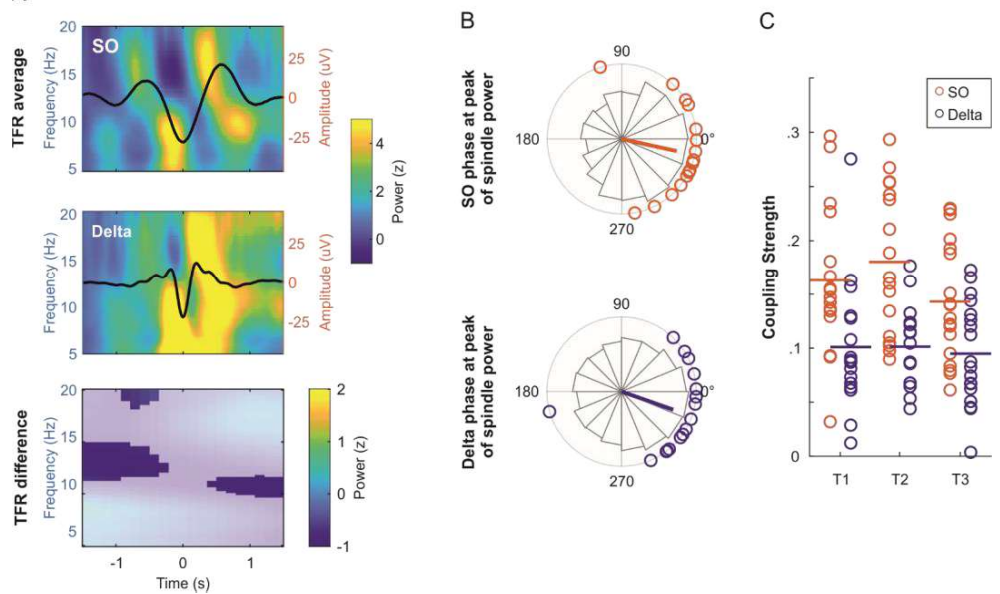 B
C
TFR average
Frequency (Hz)
20
15
10
5
SO
25
0
-25
Amplitude (uV)
Frequency (Hz)
20
15
10
5
Delta
25
0
-25
Amplitude (uV)
4
2
0
Power (z)
TFR difference
Frequency (Hz)
20
15
10
5
-1
0
1
Time (s)
2
1
0
-1
Power (z)
SO phase at peak
of spindle power
90
180
0°
270
Delta phase at peak
of spindle power
90
180
0°
270
Coupling Strength
.3
.2
.1
0
SO
Delta
T1
T2
T3